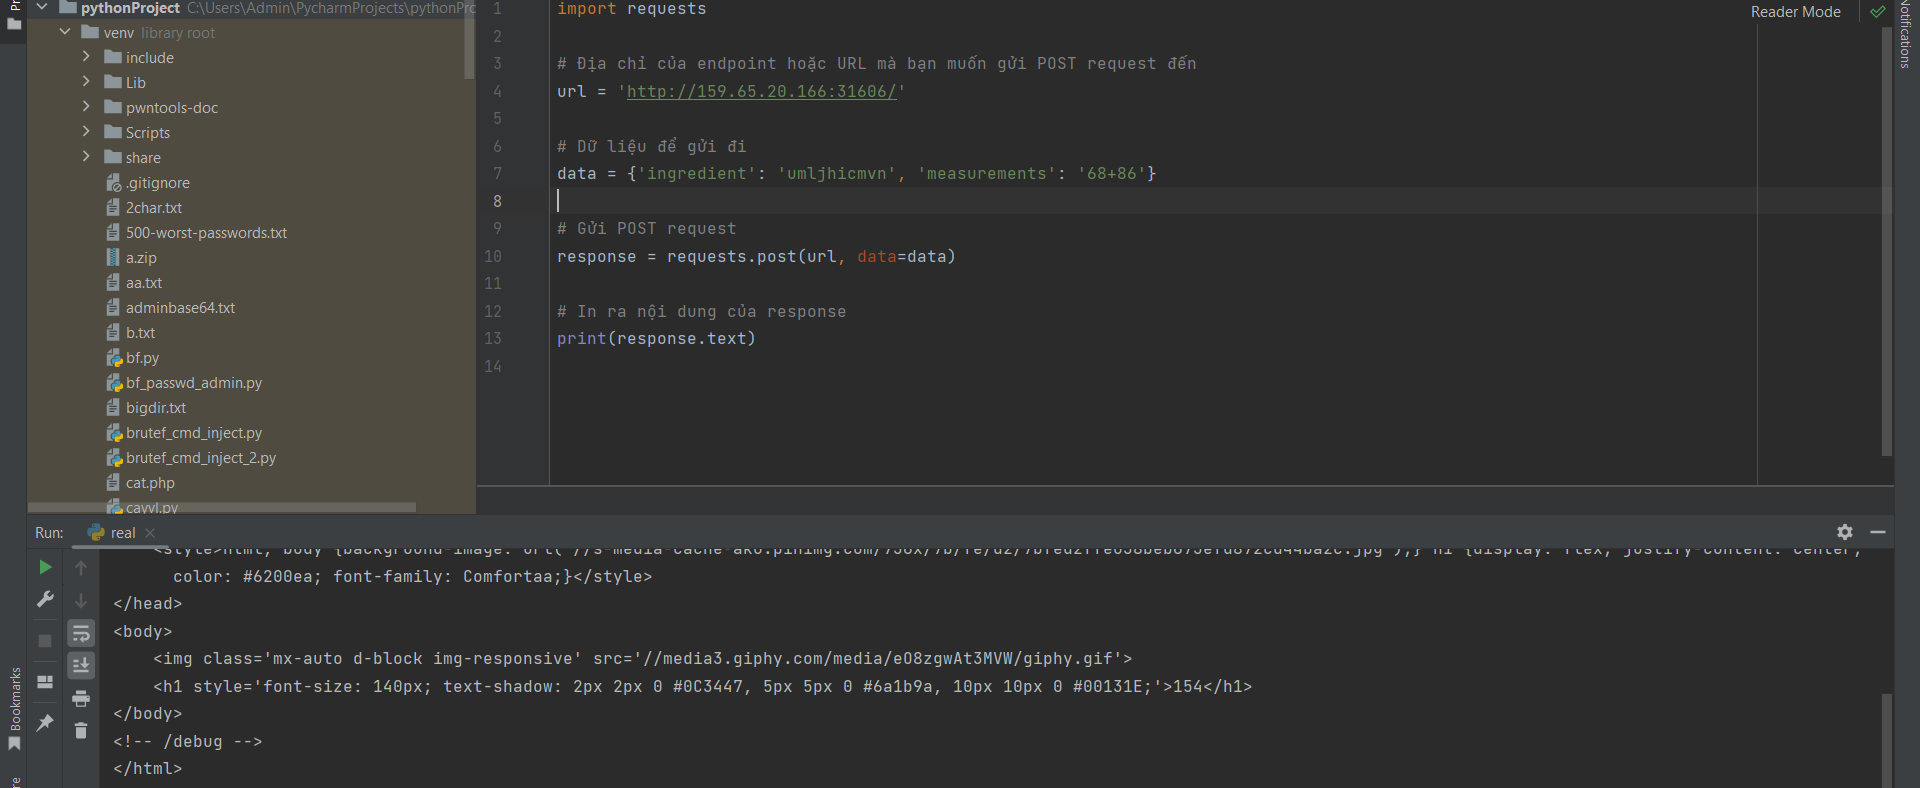 pythonProject C:\Users\Admin\PycharmProjects\pythonPrc
venv library root
include
Lib
pwntools-doc
Scripts
share
.gitignore
2char.txt
500-worst-passwords.txt
a.zip
aa.txt
adminbase64.txt
b.txt
bf.py
bf_passwd_admin.py
bigdir.txt
brutef_cmd_inject.py
brutef_cmd_inject_2.py
cat.php
cayvl.py
1 import requests
2
3 # Địa chỉ của endpoint hoặc URL mà bạn muốn gửi POST request đến
4 url = 'http://159.65.20.166:31606/'
5
6 # Dữ liệu để gửi đi
7 data = {'ingredient': 'umljhicmvn', 'measurements': '68+86'}
8
9 # Gửi POST request
10 response = requests.post(url, data=data)
11
12 # In ra nội dung của response
13 print(response.text)
14
Reader Mode
Notifications
Run: real
<style>html, body {background-image:
color: #6200ea; font-family: Comfortaa;}</style>
</head>
<body>
<img class='mx-auto d-block img-responsive' src='//media3.giphy.com/media/eO8zgwAt3MVW/giphy.gif'>
<h1 style='font-size: 140px; text-shadow: 2px 2px 0 #0C3447, 5px 5px 0 #6a1b9a, 10px 10px 0 #00131E;'>154</h1>
</body>
<!-- /debug -->
</html>
Bookmarks